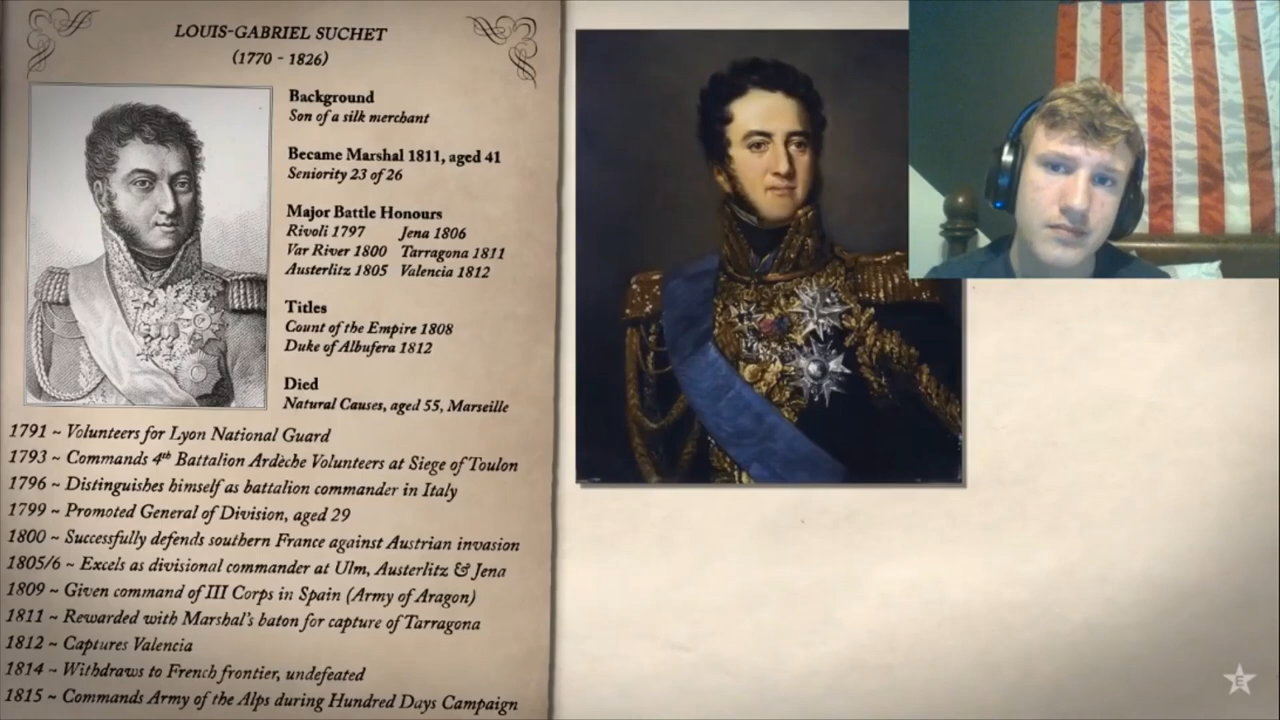 LOUIS-GABRIEL SUCHET
(1770 - 1826)
Background
Son of a silk merchant
Became Marshal 1811, aged 41
Seniority 23 of 26
Major Battle Honours
Rivoli 1797 Jena 1806
Var River 1800 Tarragona 1811
Austerlitz 1805 Valencia 1812
Titles
Count of the Empire 1808
Duke of Albufera 1812
Died
Natural Causes, aged 55, Marseille
1791 ~ Volunteers for Lyon National Guard
1793 ~ Commands 4th Battalion Ardèche Volunteers at Siege of Toulon
1796 ~ Distinguishes himself as battalion commander in Italy
1799 ~ Promoted General of Division, aged 29
1800 ~ Successfully defends southern France against Austrian invasion
1805/6 ~ Excels as divisional commander at Ulm, Austerlitz & Jena
1809 ~ Given command of III Corps in Spain (Army of Aragon)
1811 ~ Rewarded with Marshal's baton for capture of Tarragona
1812 ~ Captures Valencia
1814 ~ Withdraws to French frontier, undefeated
1815 ~ Commands Army of the Alps during Hundred Days Campaign
E